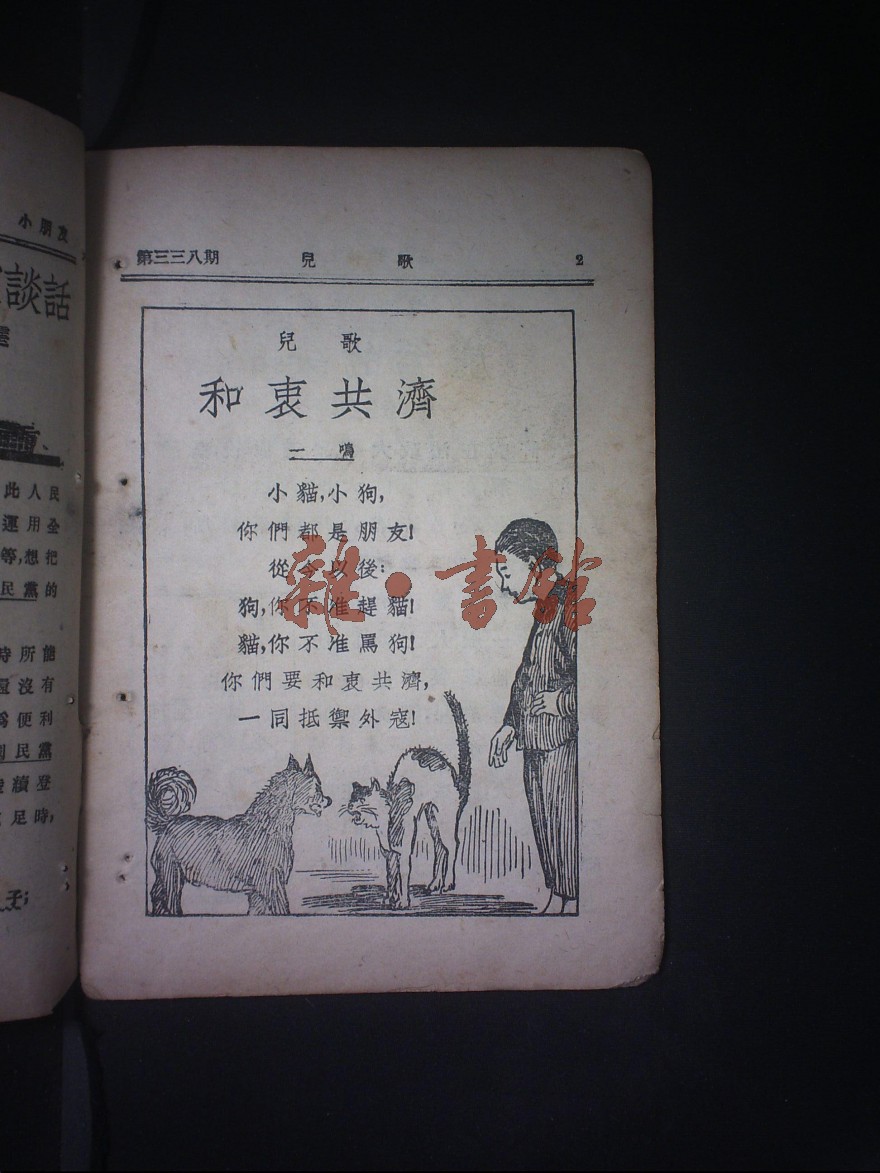 小朋友
談話
此人民
運用全
等,想把
民黨的
時所能
還沒有
爲便利
民黨
續登
足時,
第三三八期 兒歌 2
兒歌
和衷共濟
一鳴
小貓,小狗,
你們都是朋友!
從今以後:
狗,你不准趕貓!
貓,你不准罵狗!
你們要和衷共濟,
一同抵禦外寇!
雜·書館